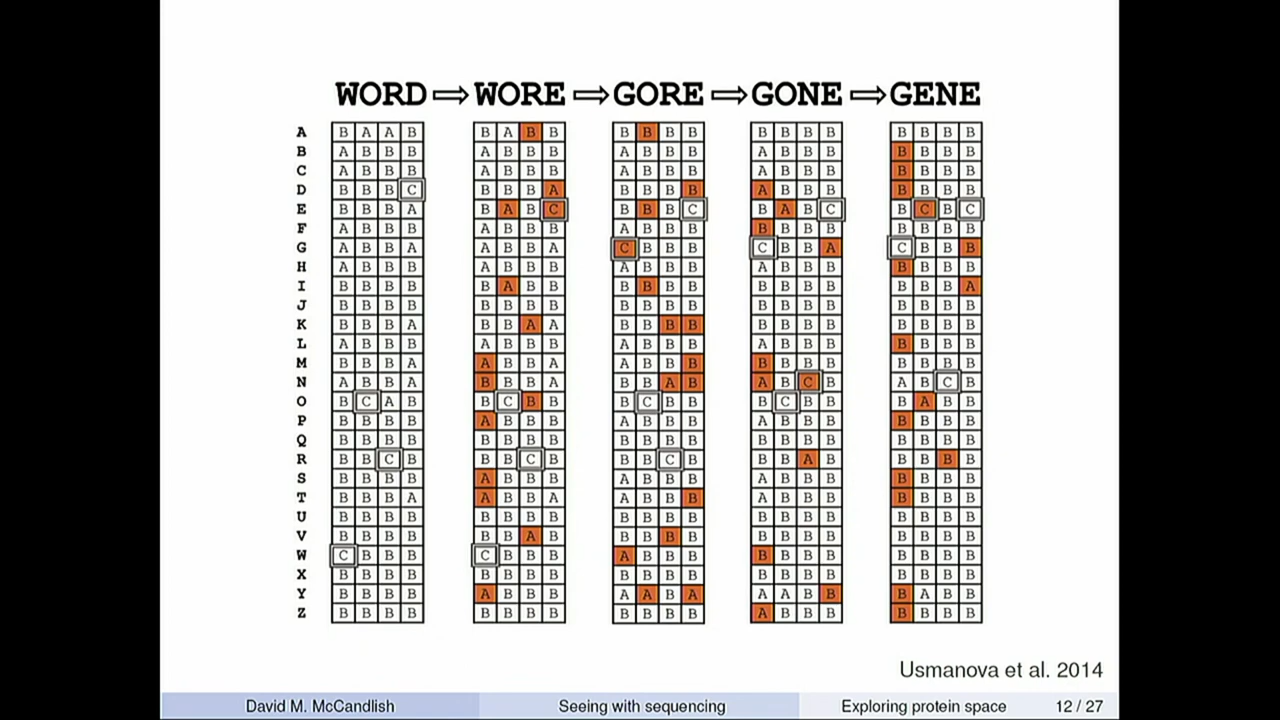 WORD ⇨ WORE ⇨ GORE ⇨ GONE ⇨ GENE
A B A A B B A B B B B B B B B B B B B B B
B A B B B A B B B A B B B A B B B B B B B
C A B B B A B B B A B B B A B B B B B B B
D B B B C B B B A B B B B A B B B B B B B
E B B B A B A B C B B B C B A B C B C B C
F A B B B A B B B A B B B B B B B B B B B
G A B B A A B B A C B B B C B B A C B B B
H A B B B A B B B A B B B A B B B B B B B
I B B B B B A B B B B B B B B B B B B B A
J B B B B B B B B B B B B B B B B B B B B
K B B B A B B A A B B B B B B B B B B B B
L A B B B A B B B A B B B A B B B B B B B
M B B B A A B B A A B B B B B B B B B B B
N A B B A B B B A B B A B A B C B A B C B
O B C A B B C B B B C B B B C B B B A B B
P B B B B A B B B A B B B A B B B B B B B
Q B B B B B B B B B B B B B B B B B B B B
R B B C B B B C B B B C B B B A B B B B B
S B B B B A B B B A B B B A B B B B B B B
T B B B A A B B A A B B B A B B B B B B B
U B B B B B B B B B B B B B B B B B B B B
V B B B B B B A B B B B B B B B B B B B B
W C B B B C B B B A B B B B B B B B B B B
X B B B B B B B B B B B B B B B B B B B B
Y B B B B A B B B A A B A A A B B B A B B
Z B B B B B B B B B B B B A B B B B B B B
Usmanova et al. 2014
David M. McCandlish Seeing with sequencing Exploring protein space 12 / 27